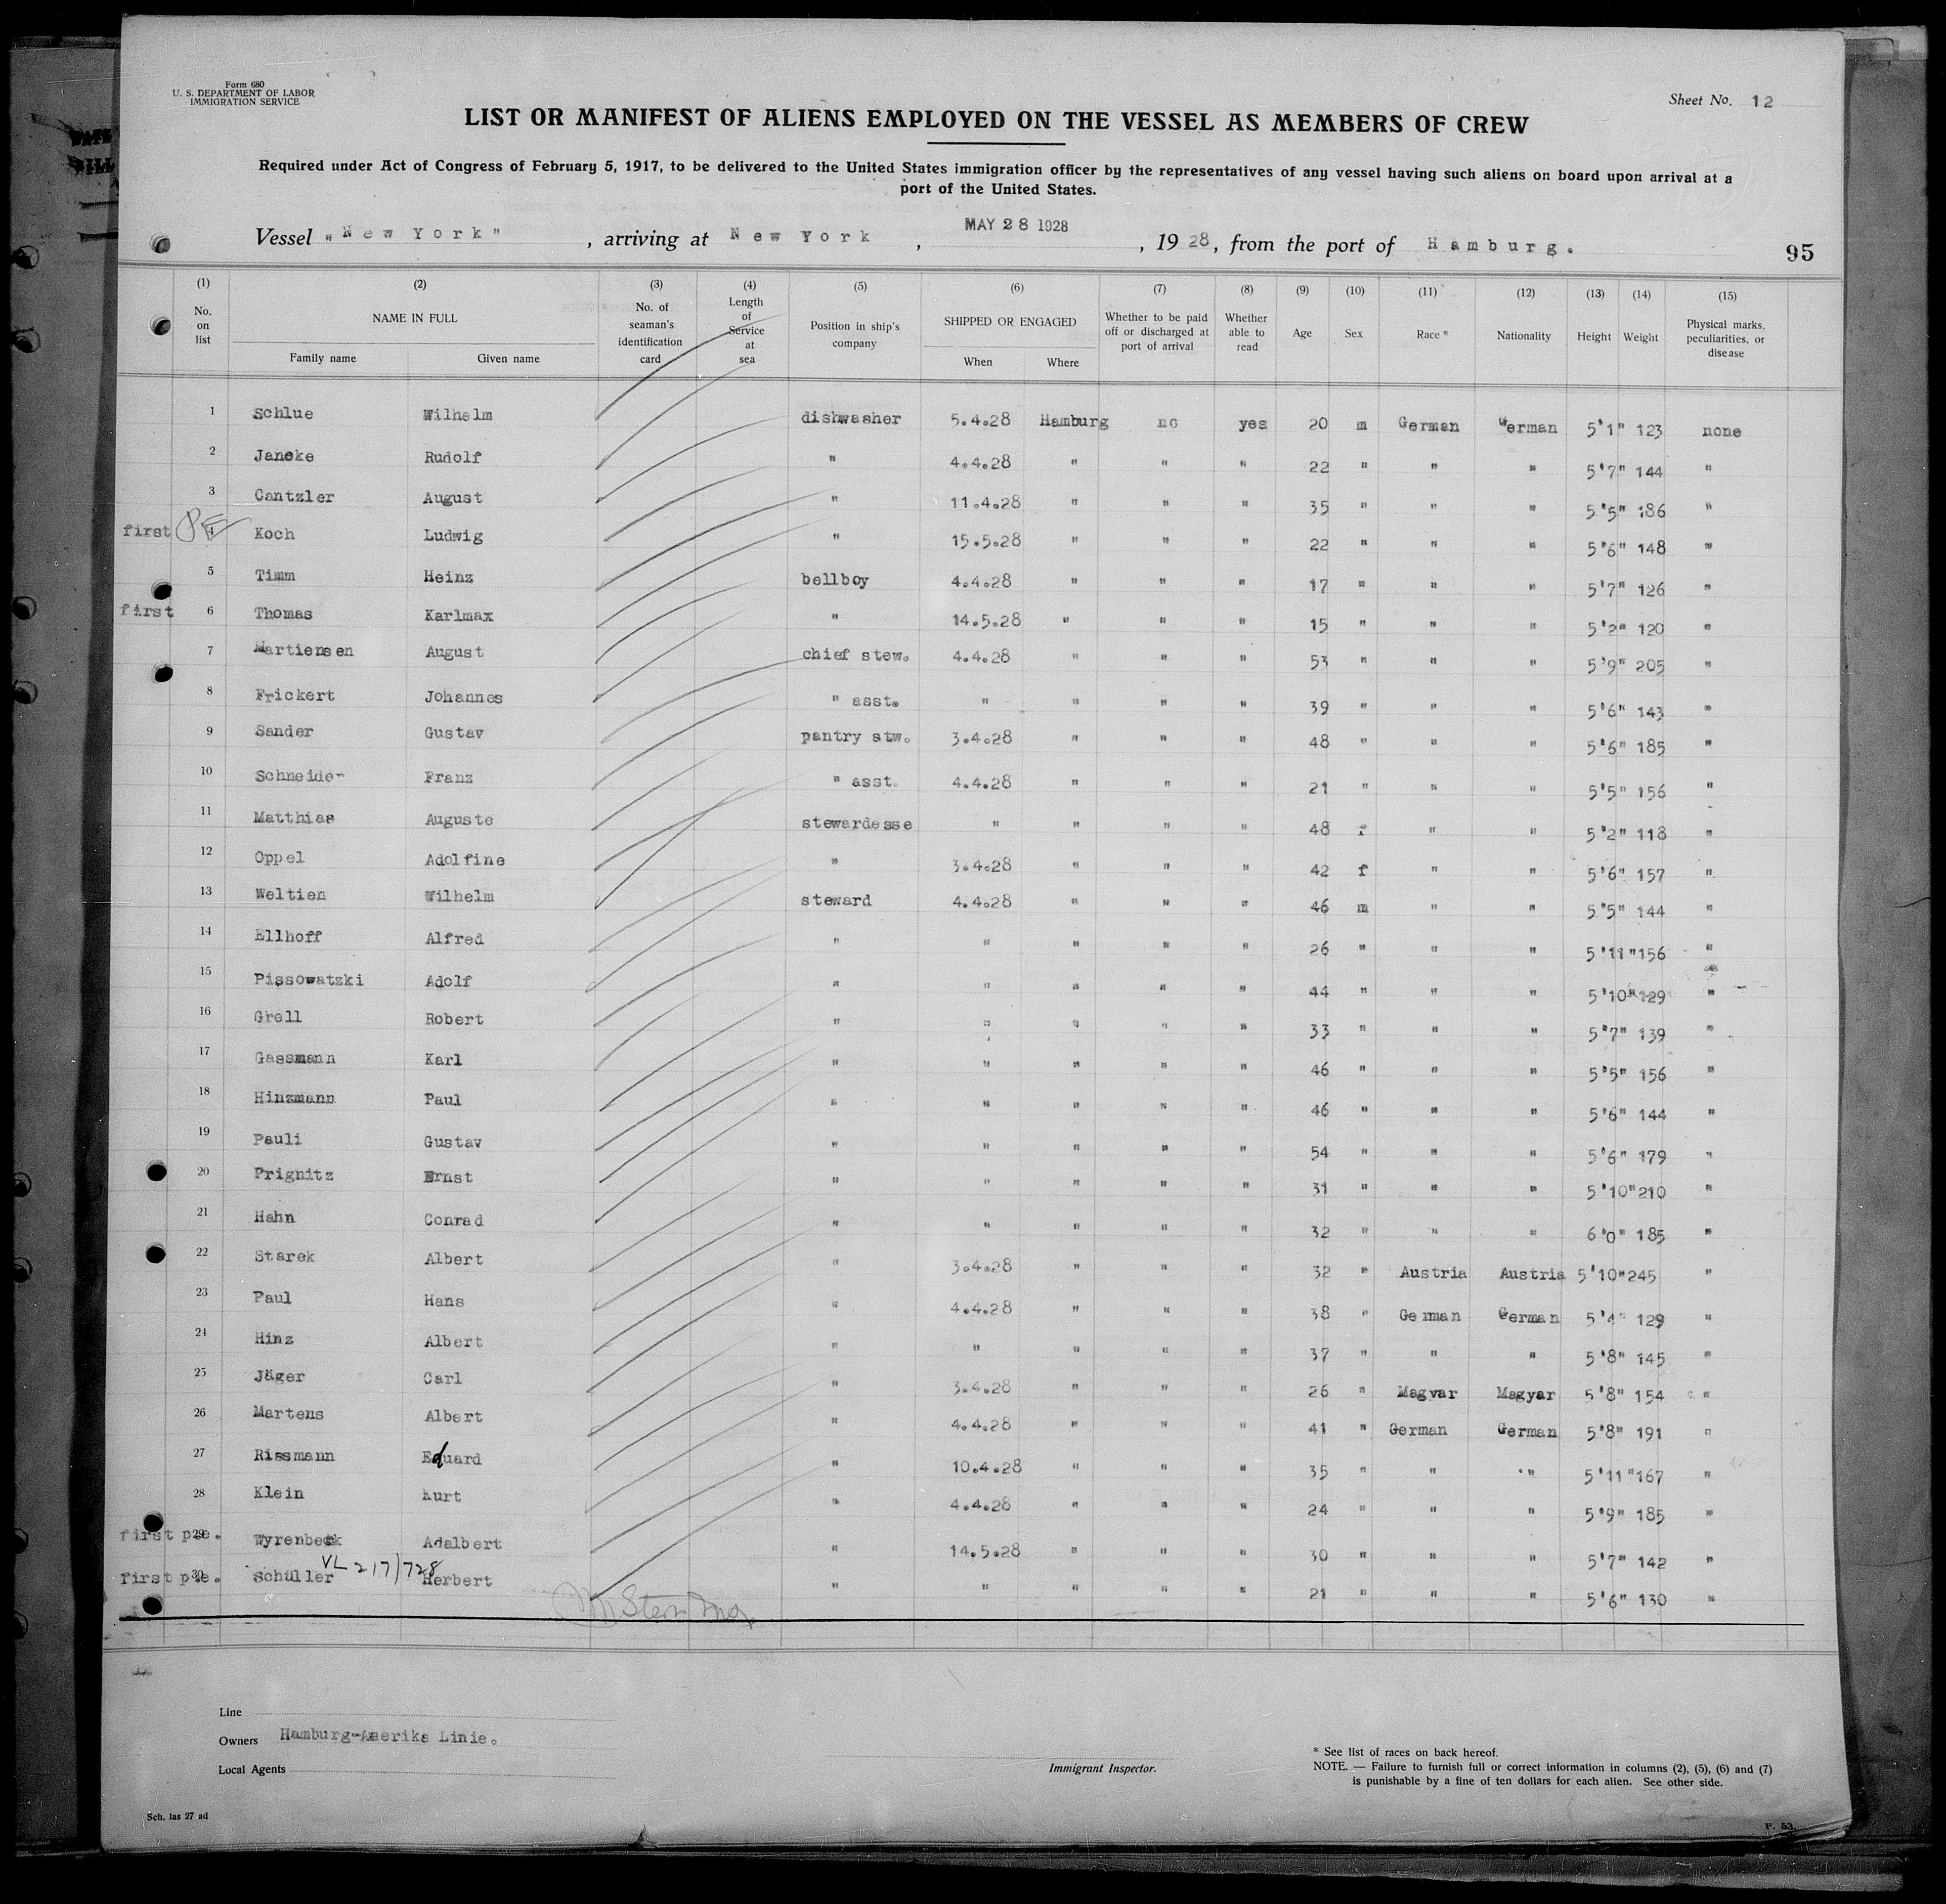 Form 680
U. S. DEPARTMENT OF LABOR
IMMIGRATION SERVICE
Sheet No. 12
LIST OR MANIFEST OF ALIENS EMPLOYED ON THE VESSEL AS MEMBERS OF CREW
Required under Act of Congress of February 5, 1917, to be delivered to the United States immigration officer by the representatives of any vessel having such aliens on board upon arrival at a
port of the United States.
Vessel "New York", arriving at New York, MAY 28 1928, 1928, from the port of Hamburg.
95
(1) (2) (3) (4) (5) (6) (7) (8) (9) (10) (11) (12) (13) (14) (15)
No. on list NAME IN FULL Family name Given name No. of seaman's identification card Length of Service at sea Position in ship's company SHIPPED OR ENGAGED When Where Whether to be paid off or discharged at port of arrival Whether able to read Age Sex Race* Nationality Height Weight Physical marks, peculiarities, or disease
1 Schlue Wilhelm dishwasher 5.4.28 Hamburg no yes 20 m German German 5'1" 123 none
2 Janeke Rudolf " 4.4.28 " " " 22 " " " 5'7" 144 "
3 Cantzler August " 11.4.28 " " " 35 " " " 5'5" 186 "
first 4 Koch Ludwig " 15.5.28 " " " 22 " " " 5'6" 148 "
5 Timm Heinz bellboy 4.4.28 " " " 17 " " " 5'7" 126 "
first 6 Thomas Karlmax " 14.5.28 " " " 15 " " " 5'2" 120 "
7 Martiensen August chief stew. 4.4.28 " " " 53 " " " 5'9" 205 "
8 Frickert Johannes " asst. " " " " 39 " " " 5'6" 143 "
9 Sander Gustav pantry stw. 3.4.28 " " " 48 " " " 5'6" 185 "
10 Schneider Franz " asst. 4.4.28 " " " 21 " " " 5'5" 156 "
11 Matthias Auguste stewardesse " " " " 48 f " " 5'2" 118 "
12 Oppel Adolfine " 3.4.28 " " " 42 f " " 5'6" 157 "
13 Weltien Wilhelm steward 4.4.28 " " " 46 m " " 5'5" 144 "
14 Ellhoff Alfred " " " " " 26 " " " 5'11" 156 "
15 Pissowatzki Adolf " " " " " 44 " " " 5'10" 129 "
16 Grell Robert " " " " " 33 " " " 5'7" 139 "
17 Gassmann Karl " " " " " 46 " " " 5'5" 156 "
18 Hinzmann Paul " " " " " 46 " " " 5'6" 144 "
19 Pauli Gustav " " " " " 54 " " " 5'6" 179 "
20 Prignitz Ernst " " " " " 31 " " " 5'10" 210 "
21 Hahn Conrad " " " " " 32 " " " 6'0" 185 "
22 Starek Albert " 3.4.28 " " " 32 " Austria Austria 5'10" 245 "
23 Paul Hans " 4.4.28 " " " 38 " German German 5'4" 129 "
24 Hinz Albert " " " " " 37 " " " 5'8" 145 "
25 Jäger Carl " 3.4.28 " " " 26 " Magyar Magyar 5'8" 154 "
26 Martens Albert " 4.4.28 " " " 41 " German German 5'8" 191 "
27 Rissmann Eduard " 10.4.28 " " " 35 " " " 5'11" 167 "
28 Klein Kurt " 4.4.28 " " " 24 " " " 5'9" 185 "
first p.e. 29 Wyrenbeck Adalbert " 14.5.28 " " " 30 " " " 5'7" 142 "
VL 217/728
first p.e. 30 Schüller Herbert " " " " " 21 " " " 5'6" 130 "
Line
Owners Hamburg-Amerika Linie.
Local Agents
Immigrant Inspector.
* See list of races on back hereof.
NOTE. — Failure to furnish full or correct information in columns (2), (5), (6) and (7)
is punishable by a fine of ten dollars for each alien. See other side.
Sch. las 27 ad
F. 53.